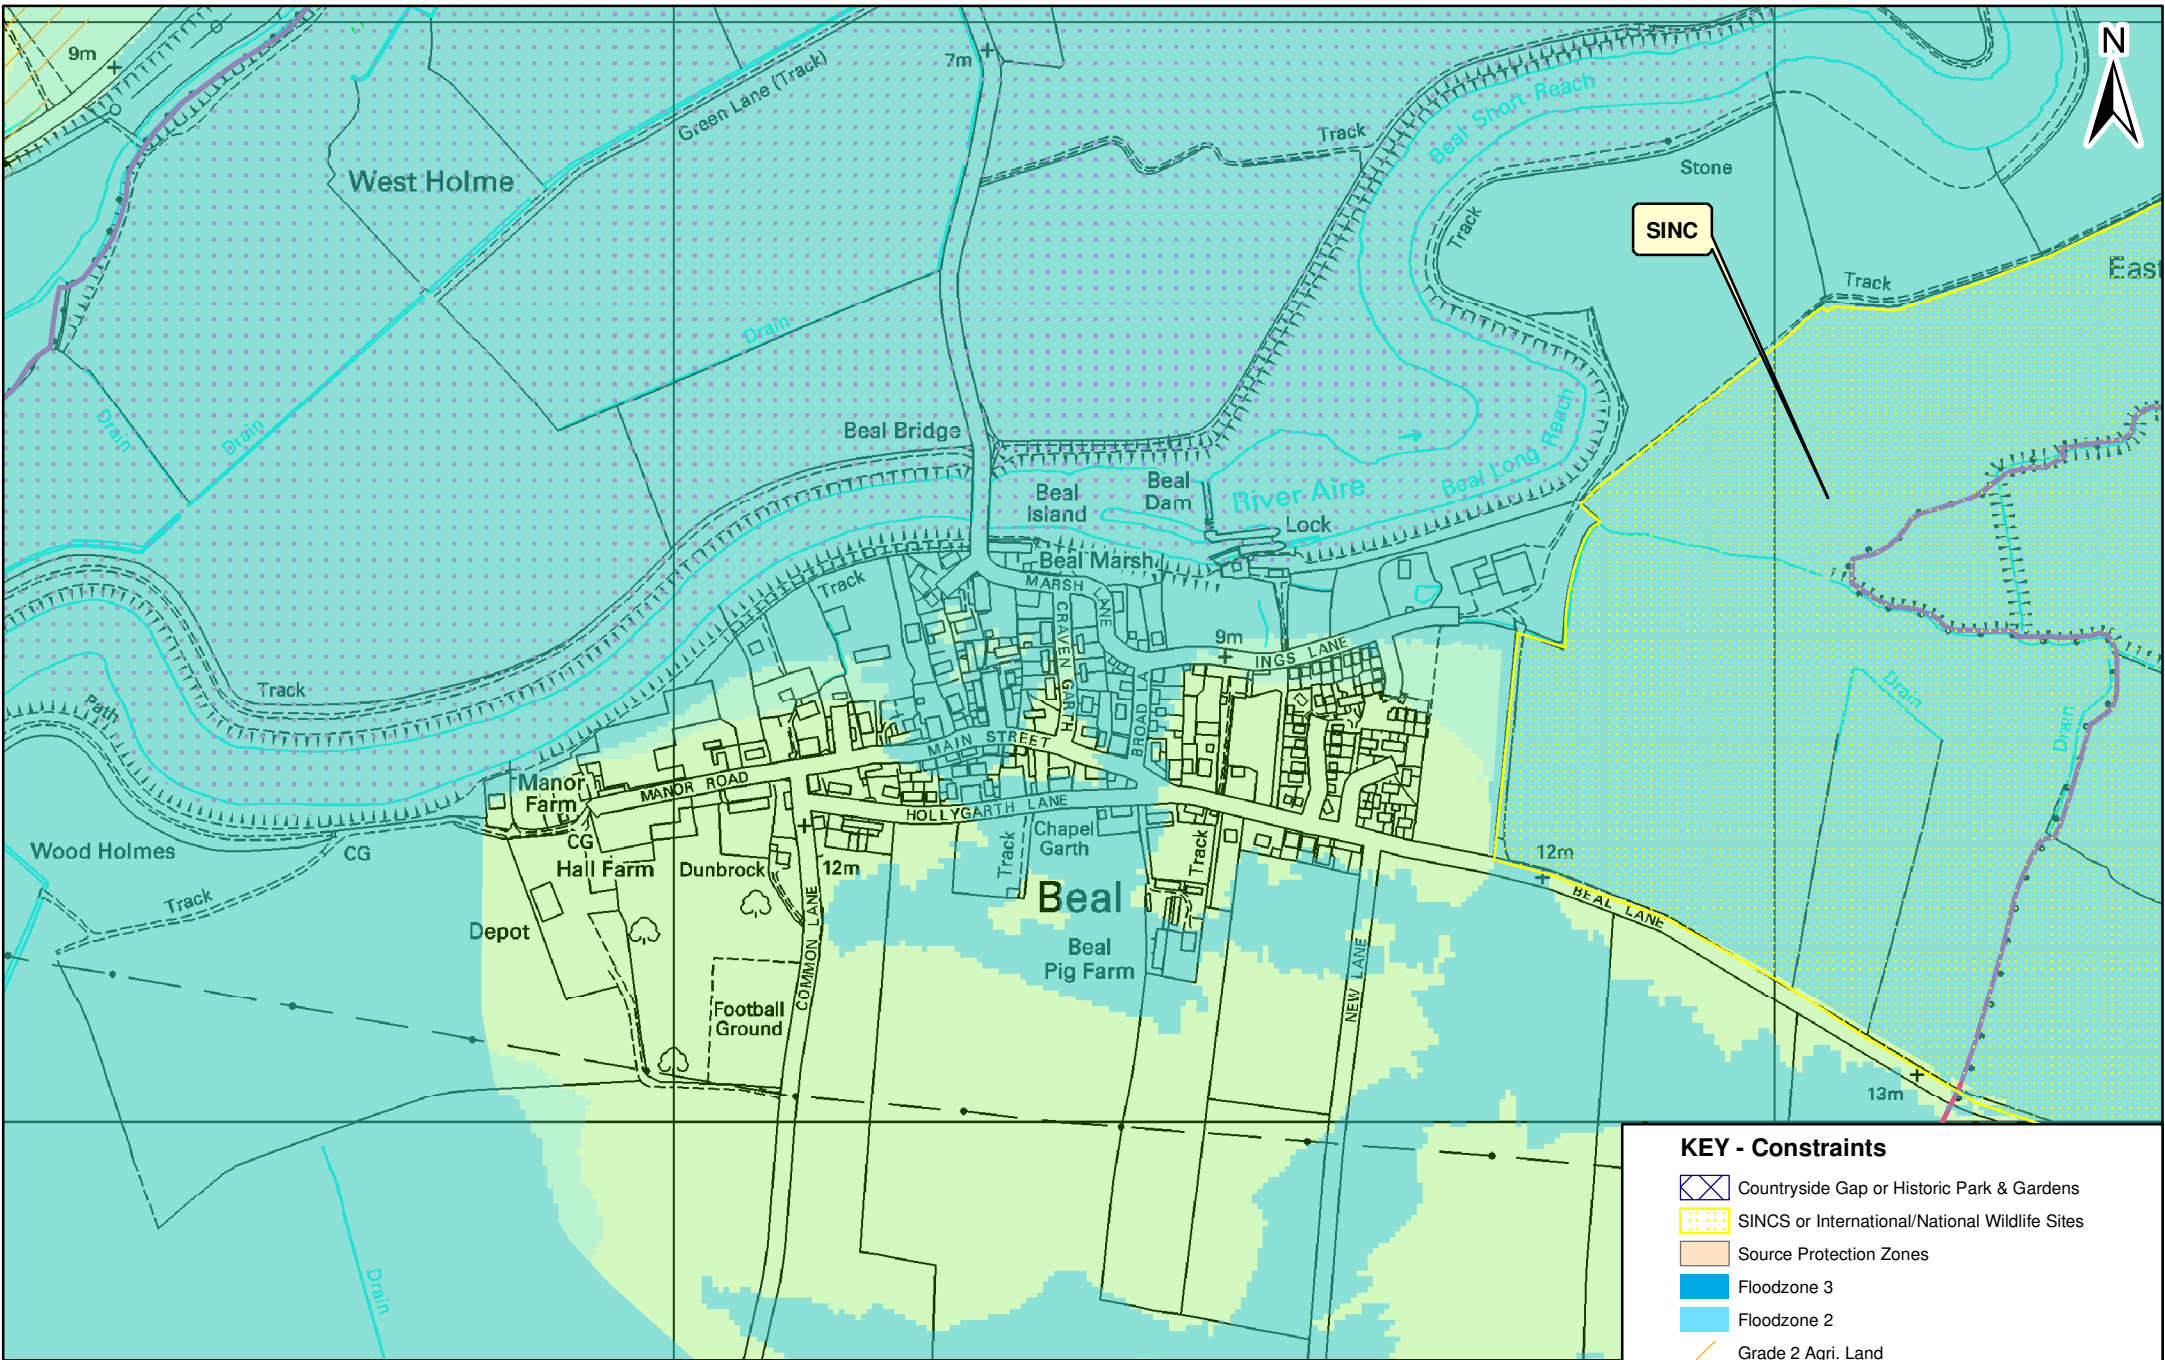 9m
7m
N
Green Lane (Track)
Track
Beal Short Reach
Stone
West Holme
Track
SINC
East
Track
Drain
Drain
Drain
Beal Bridge
Beal Long
Reach
Beal
Island
Beal
Dam
River Aire
Lock
Beal Marsh
MARSH
LANE
Track
CRAVEN GARTH
9m
INGS LANE
BROAD LA
Track
Path
Drain
Drain
MAIN STREET
Manor
Farm
MANOR ROAD
HOLLYGARTH LANE
Wood Holmes
CG
CG
Hall Farm
Dunbrock
12m
Track
Chapel
Garth
Track
12m
BEAL LANE
Track
Beal
Depot
COMMON LANE
Beal
Pig Farm
NEW LANE
Football
Ground
13m
Drain
KEY - Constraints
Countryside Gap or Historic Park & Gardens
SINCS or International/National Wildlife Sites
Source Protection Zones
Floodzone 3
Floodzone 2
Grade 2 Agri. Land